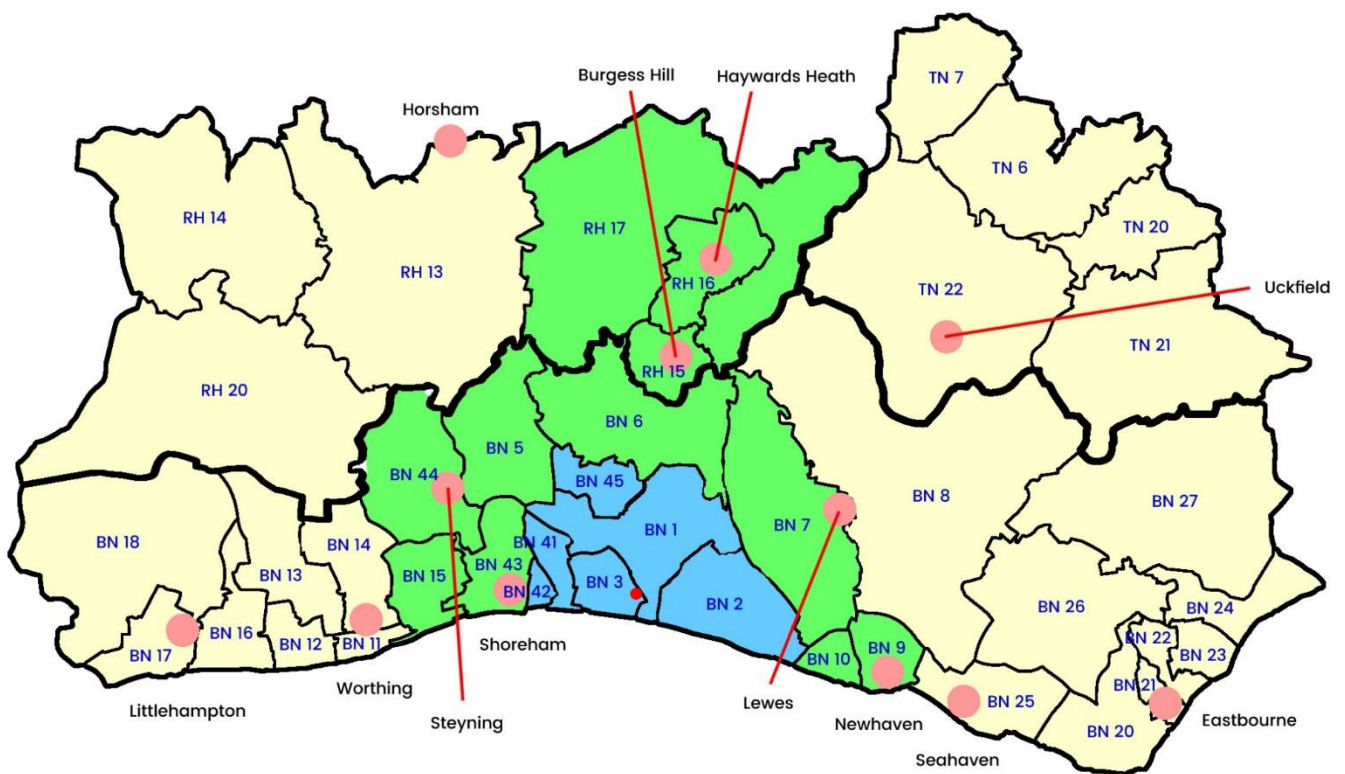 TN 7
Burgess Hill
Haywards Heath
Horsham
TN 6
RH 14
RH 17
TN 20
RH 13
RH 16
TN 22
Uckfield
TN 21
RH 15
RH 20
BN 6
BN 5
BN 44
BN 45
BN 8
BN 27
BN 7
BN 1
BN 18
BN 14
BN 41
BN 13
BN 15
BN 43
BN 3
BN 42
BN 2
BN 26
BN 24
BN 16
BN 12
BN 11
BN 17
Shoreham
BN 10
BN 9
BN 22
BN 23
BN 21
Worthing
Littlehampton
Steyning
Lewes
Newhaven
BN 25
Seahaven
BN 20
Eastbourne